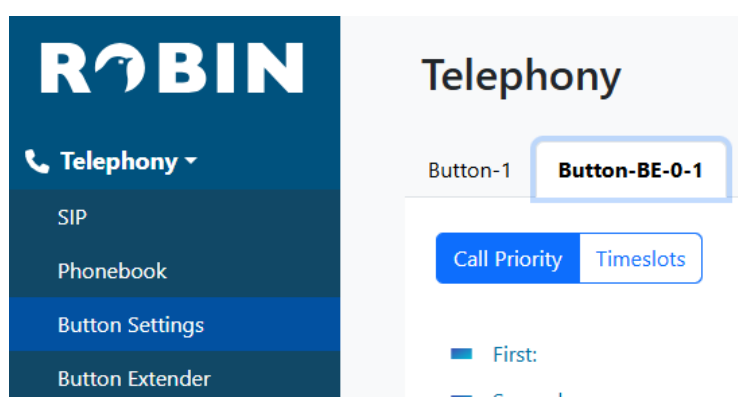 ROBIN
Telephony
SIP
Phonebook
Button Settings
Button Extender
Telephony
Button-1 Button-BE-0-1
Call Priority Timeslots
First: